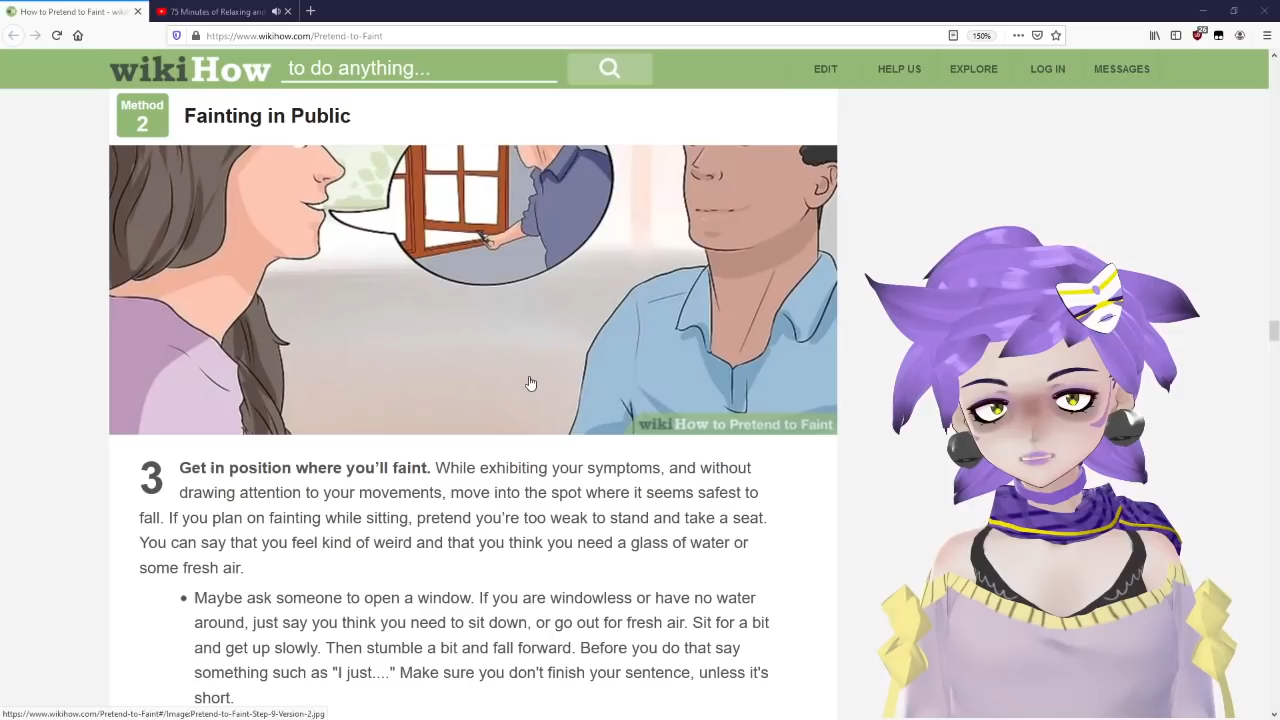 How to Pretend to Faint - wiki
75 Minutes of Relaxing and
https://www.wikihow.com/Pretend-to-Faint
150%
wikiHow
to do anything...
EDIT
HELP US
EXPLORE
LOG IN
MESSAGES
Method
2
Fainting in Public
wikiHow to Pretend to Faint
3
Get in position where you'll faint. While exhibiting your symptoms, and without
drawing attention to your movements, move into the spot where it seems safest to
fall. If you plan on fainting while sitting, pretend you're too weak to stand and take a seat.
You can say that you feel kind of weird and that you think you need a glass of water or
some fresh air.
• Maybe ask someone to open a window. If you are windowless or have no water
around, just say you think you need to sit down, or go out for fresh air. Sit for a bit
and get up slowly. Then stumble a bit and fall forward. Before you do that say
something such as "I just...." Make sure you don't finish your sentence, unless it's
short.
https://www.wikihow.com/Pretend-to-Faint#/Image:Pretend-to-Faint-Step-9-Version-2.jpg